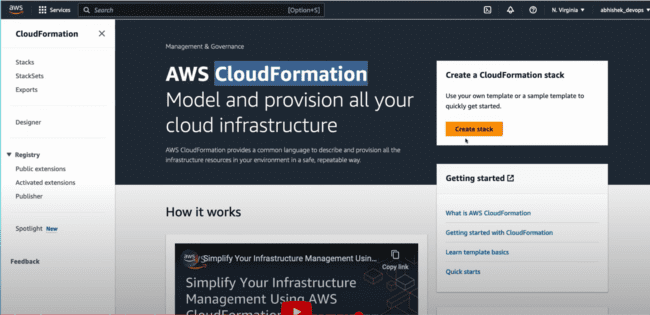 aws
Services
Search
[Option+S]
N. Virginia
abhishek_devops
CloudFormation
Stacks
StackSets
Exports
Designer
Registry
Public extensions
Activated extensions
Publisher
Spotlight New
Feedback
Management & Governance
AWS CloudFormation
Model and provision all your
cloud infrastructure
AWS CloudFormation provides a common language to describe and provision all the
infrastructure resources in your environment in a safe, repeatable way.
Create a CloudFormation stack
Use your own template or a sample template to
quickly get started.
Create stack
Getting started
What is AWS CloudFormation
Getting started with CloudFormation
Learn template basics
Quick starts
How it works
aws
Simplify Your Infrastructure Management Using...
Copy link
Simplify Your Infrastructure
Management Using AWS
CloudFormation